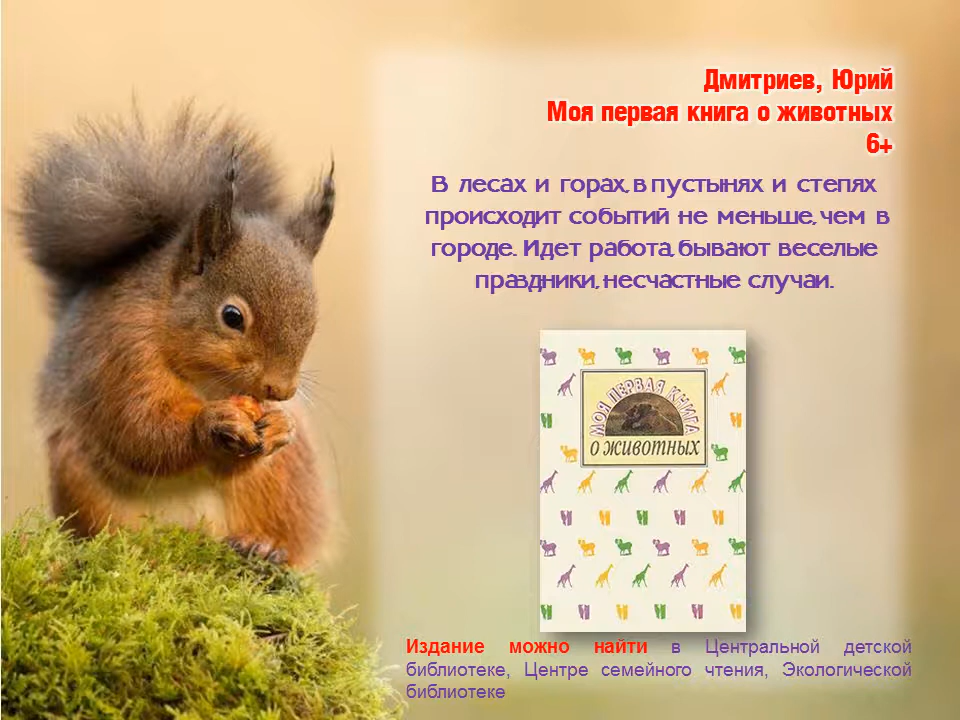 Дмитриев, Юрий
Моя первая книга о животных
6+
В лесах и горах, в пустынях и степях
происходит событий не меньше, чем в
городе. Идет работа, бывают веселые
праздники, несчастные случаи.
МОЯ ПЕРВАЯ КНИГА
О ЖИВОТНЫХ
Издание можно найти в Центральной детской
библиотеке, Центре семейного чтения, Экологической
библиотеке